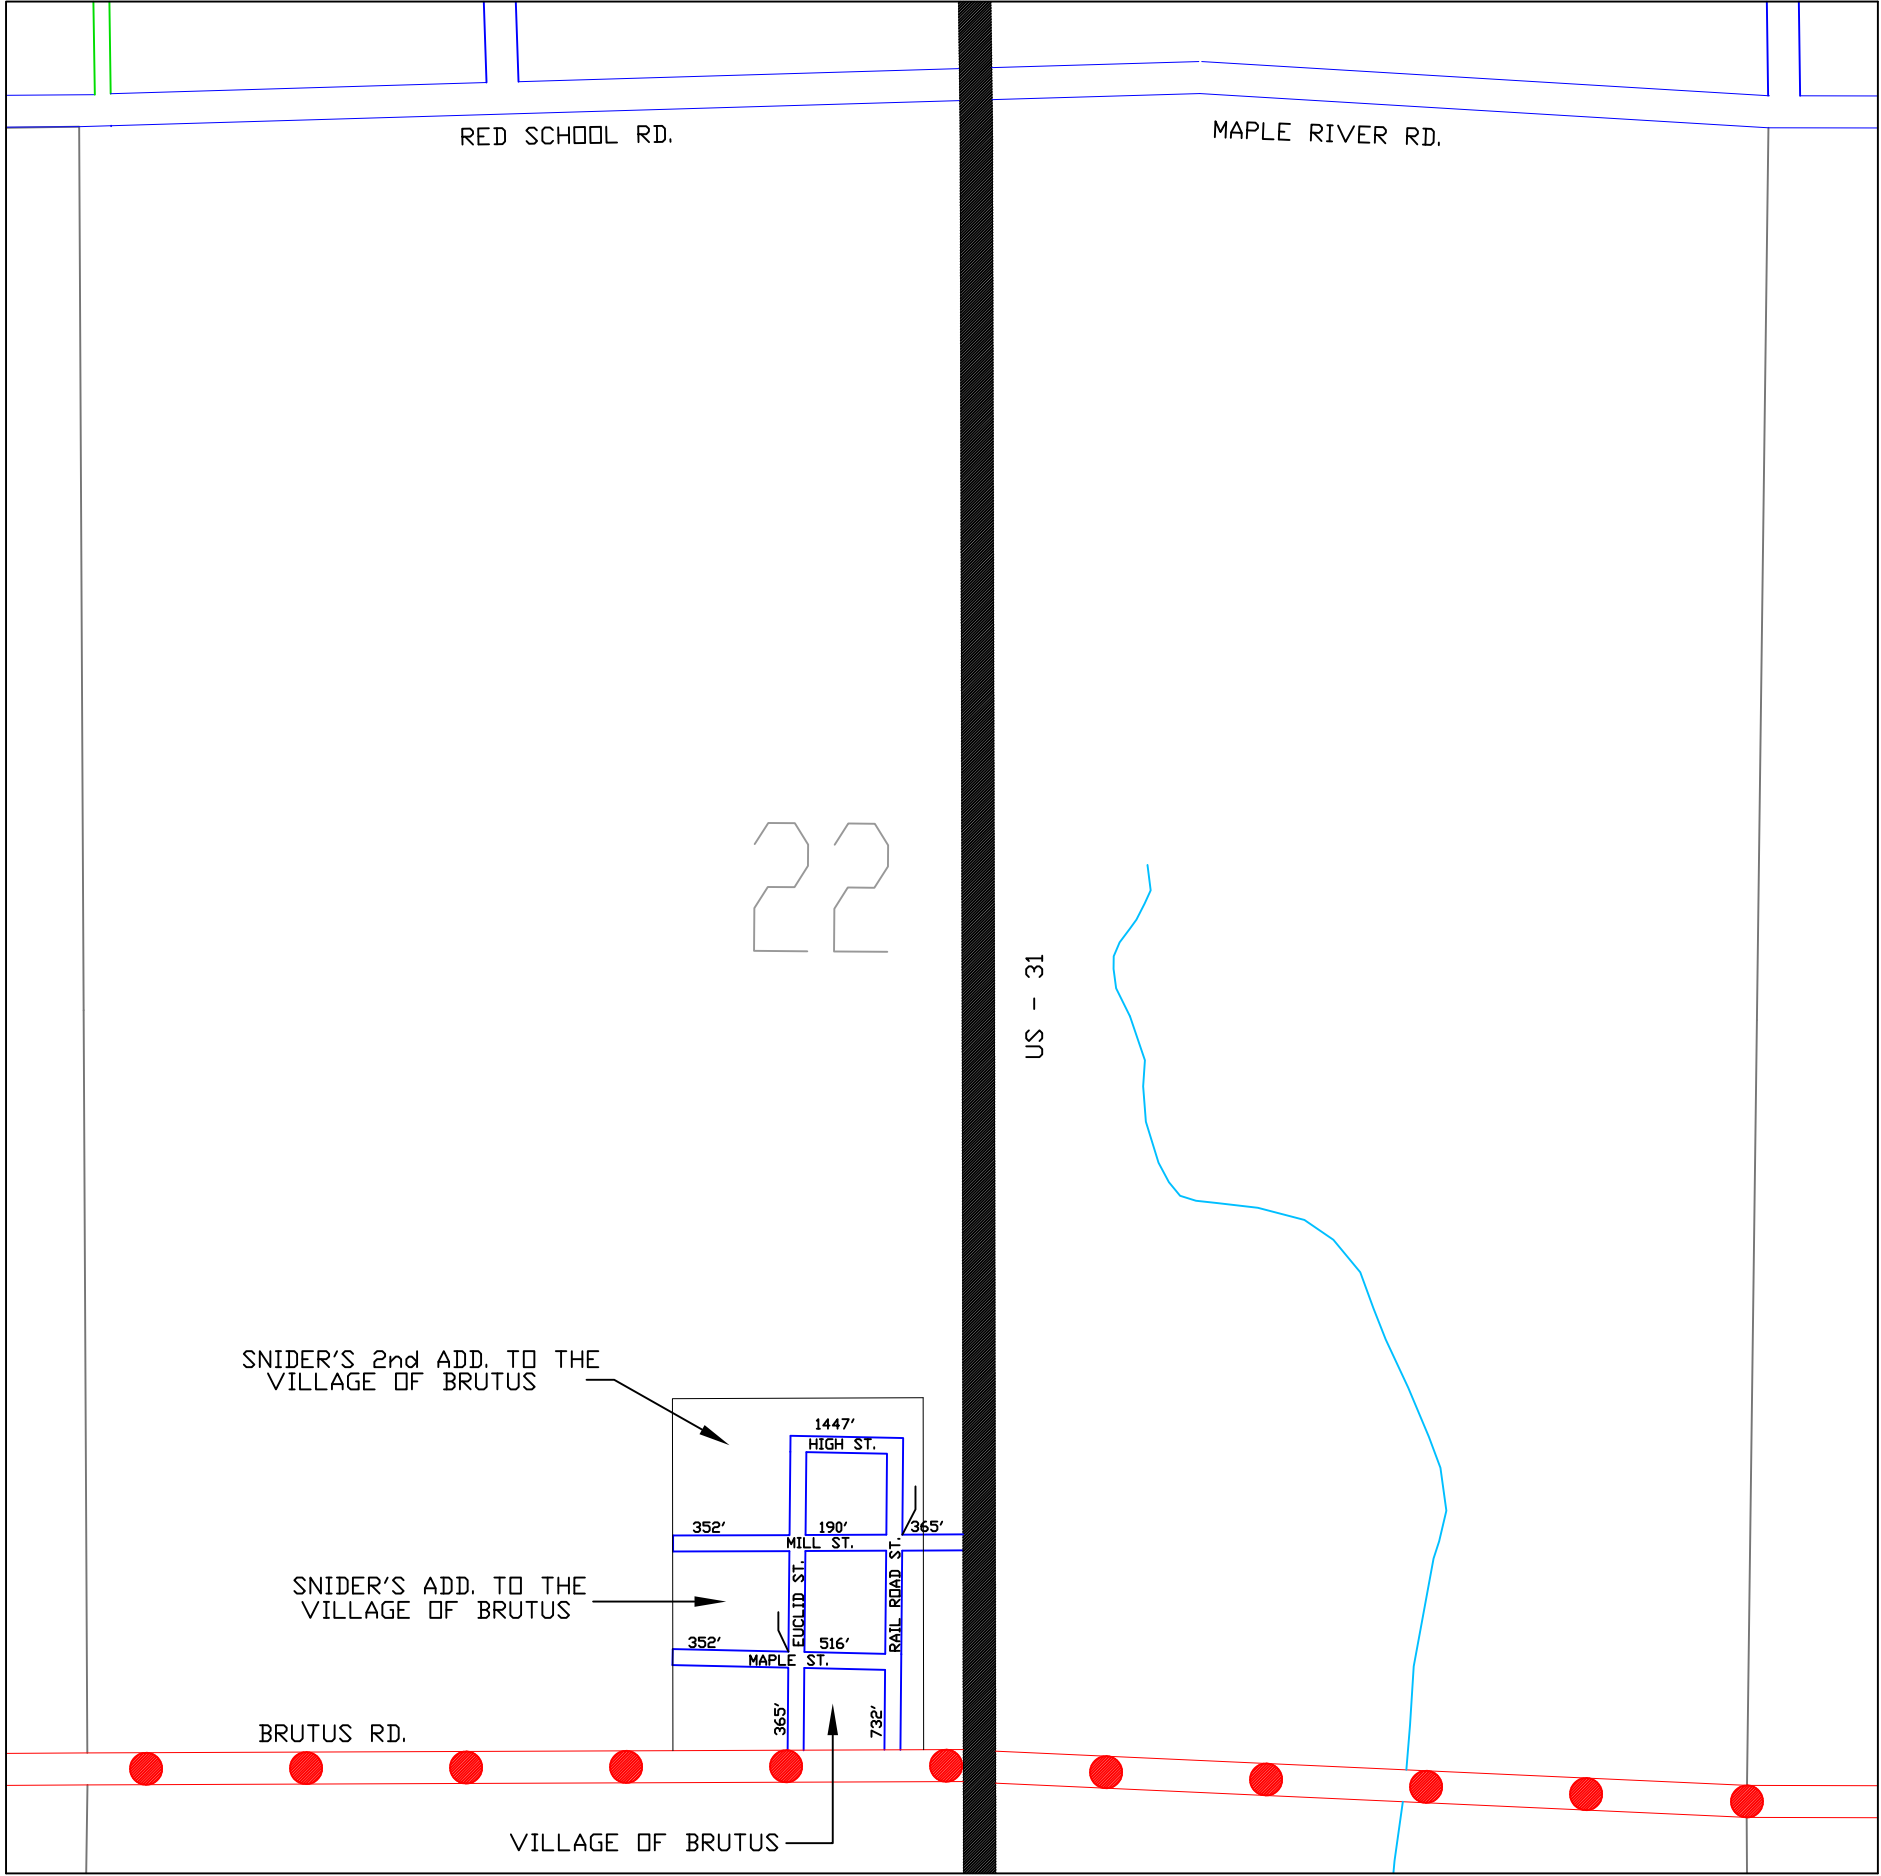 RED SCHOOL RD.
MAPLE RIVER RD.
22
US - 31
SNIDER'S 2nd ADD. TO THE
VILLAGE OF BRUTUS
1447'
HIGH ST.
352'
190'
365'
MILL ST.
EUCLID ST.
RAIL ROAD ST.
SNIDER'S ADD. TO THE
VILLAGE OF BRUTUS
352'
516'
MAPLE ST.
365'
732'
BRUTUS RD.
VILLAGE OF BRUTUS